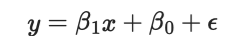 y = β₁x + β₀ + ϵ